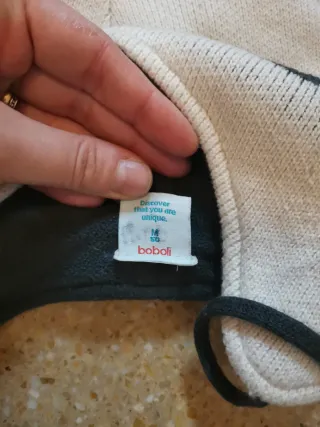 Discover
that you are
unique.
M
boboli